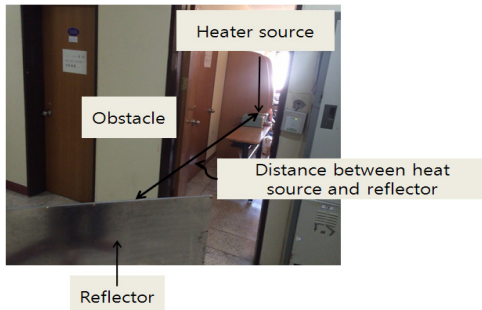 Heater source
Obstacle
Distance between heat
source and reflector
Reflector